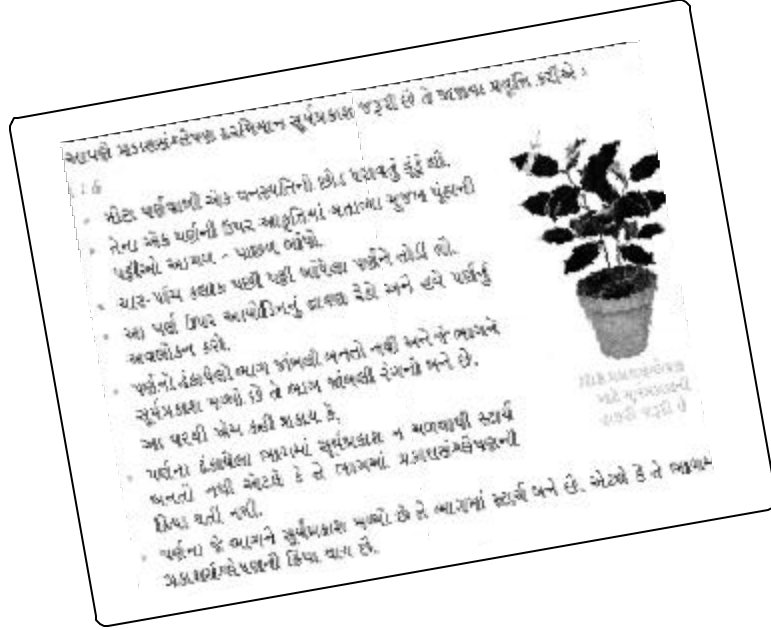 આપણે પ્રકાશસંશ્લેષણ દરમિયાન સૂર્યપ્રકાશ જરૂરી છે તે જાણવા પ્રવૃત્તિ કરીએ :
મોટા પર્ણવાળી એક વનસ્પતિનો છોડ ધરાવતું કૂંડું લો.
તેના એક પર્ણની ઉપર આકૃતિમાં બતાવ્યા મુજબ પૂંઠાની
પટ્ટીઓ આગળ - પાછળ બાંધો.
ચાર-પાંચ કલાક પછી પટ્ટી બાંધેલા પર્ણને તોડી લો.
આ પર્ણ ઉપર આયોડિનનું દ્રાવણ રેડો અને હવે પર્ણનું
અવલોકન કરો.
પર્ણનો ઢંકાયેલો ભાગ જાંબલી બનતો નથી અને જે ભાગને
સૂર્યપ્રકાશ મળ્યો છે તે ભાગ જાંબલી રંગનો બને છે.
આ પરથી એમ કહી શકાય કે,
પર્ણના ઢંકાયેલા ભાગમાં સૂર્યપ્રકાશ ન મળવાથી સ્ટાર્ચ
બનતો નથી એટલે કે તે ભાગમાં પ્રકાશસંશ્લેષણની
ક્રિયા થતી નથી.
પર્ણના જે ભાગને સૂર્યપ્રકાશ મળ્યો છે તે ભાગમાં સ્ટાર્ચ બને છે. એટલે કે તે ભાગમાં
પ્રકાશસંશ્લેષણની ક્રિયા થાય છે.